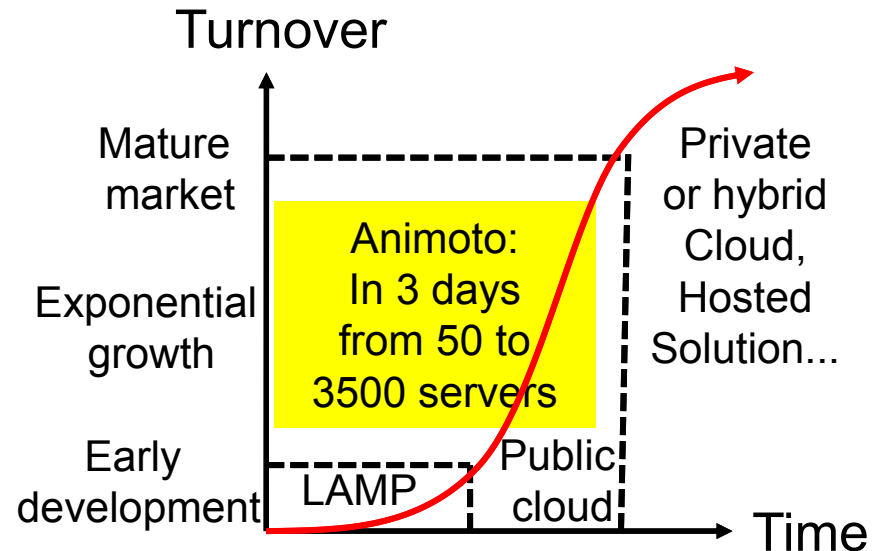 Turnover
Mature
market
Exponential
growth
Early
development
Animoto:
In 3 days
from 50 to
3500 servers
LAMP
Public
cloud
Private
or hybrid
Cloud,
Hosted
Solution...
Time